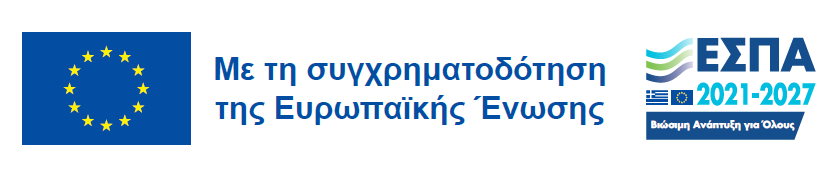 Με τη συγχρηματοδότηση
της Ευρωπαϊκής Ένωσης
ΕΣΠΑ
2021-2027
Βιώσιμη Ανάπτυξη για Όλους